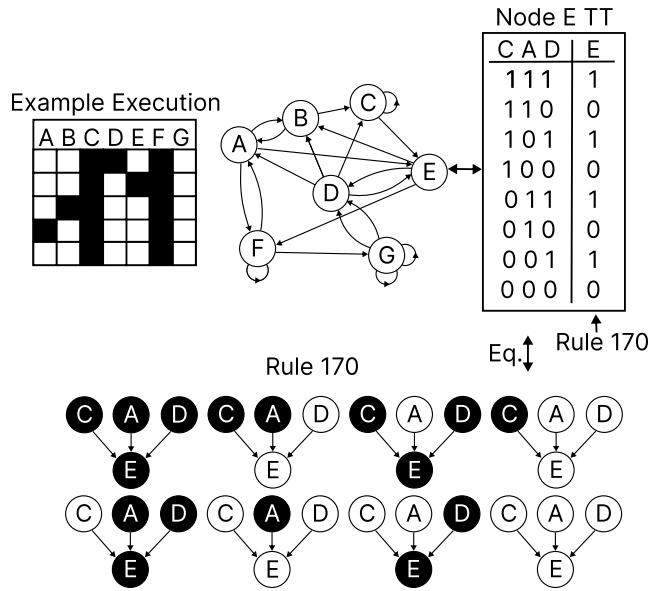 Node E TT
C A D E
1 1 1 1
1 1 0 0
1 0 1 1
1 0 0 0
0 1 1 1
0 1 0 0
0 0 1 1
0 0 0 0
Rule 170
Eq.
Example Execution
A B C D E F G
A
B
C
D
E
F
G
Rule 170
C A D C A D C A D C A D
E E E E
C A D C A D C A D C A D
E E E E